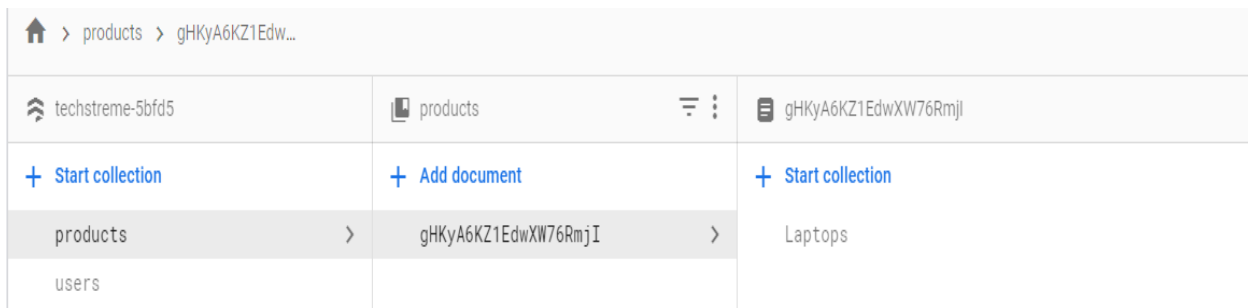 > products > gHKyA6KZ1Edw...
techstreme-5bfd5
products
gHKyA6KZ1EdwXW76RmjI
+ Start collection
+ Add document
+ Start collection
products >
gHKyA6KZ1EdwXW76RmjI >
Laptops
users